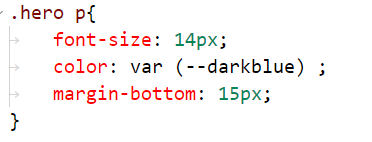 .hero p{
font-size: 14px;
color: var (--darkblue) ;
margin-bottom: 15px;
}